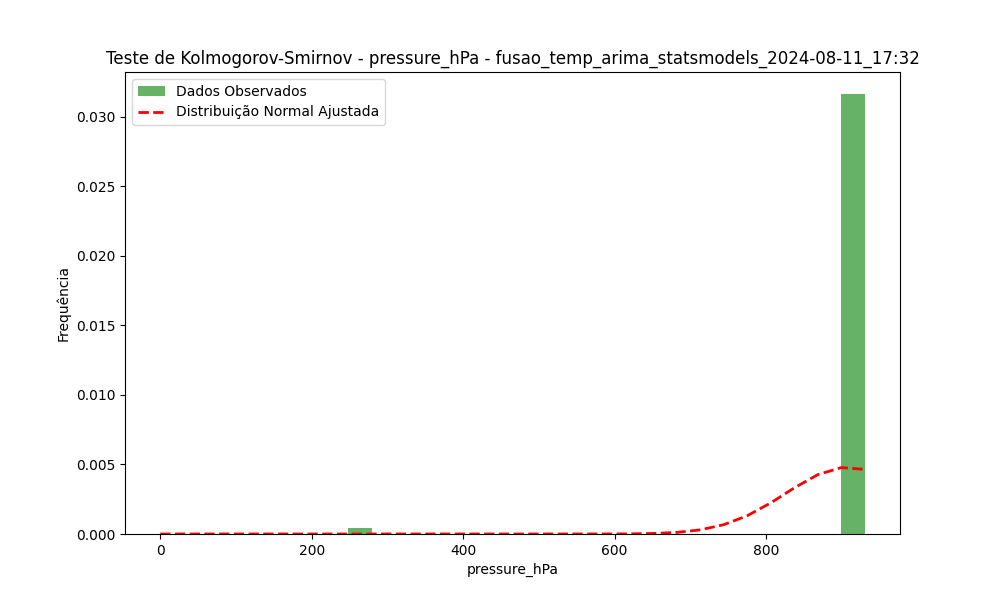 Teste de Kolmogorov-Smirnov - pressure_hPa - fusao_temp_arima_statsmodels_2024-08-11_17:32
Dados Observados
Distribuição Normal Ajustada
0.030
0.025
0.020
0.015
0.010
0.005
0.000
Frequência
0
200
400
600
800
pressure_hPa